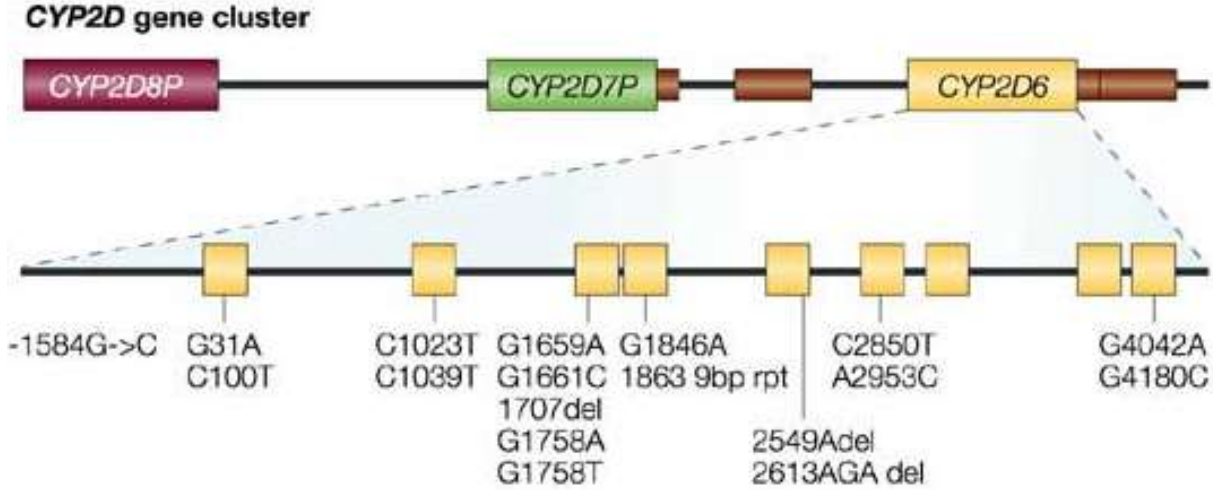 CYP2D gene cluster
CYP2D8P
CYP2D7P
CYP2D6
-1584G->C
G31A
C100T
C1023T
C1039T
G1659A
G1661C
1707del
G1758A
G1758T
G1846A
1863 9bp rpt
2549Adel
2613AGA del
C2850T
A2953C
G4042A
G4180C